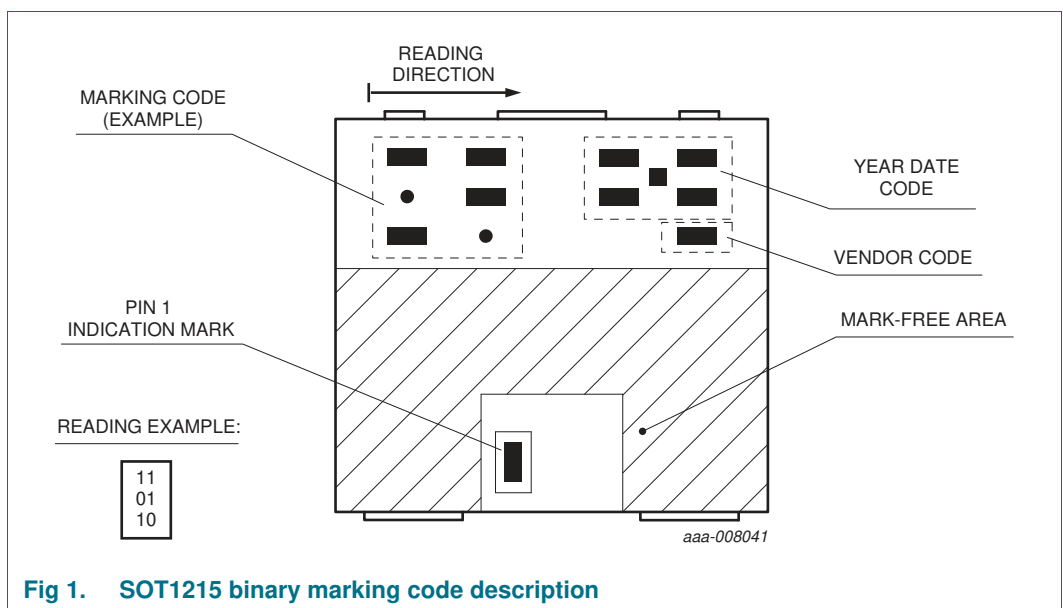 READING
DIRECTION
MARKING CODE
(EXAMPLE)
YEAR DATE
CODE
VENDOR CODE
PIN 1
INDICATION MARK
MARK-FREE AREA
READING EXAMPLE:
11
01
10
aaa-008041
Fig 1. SOT1215 binary marking code description